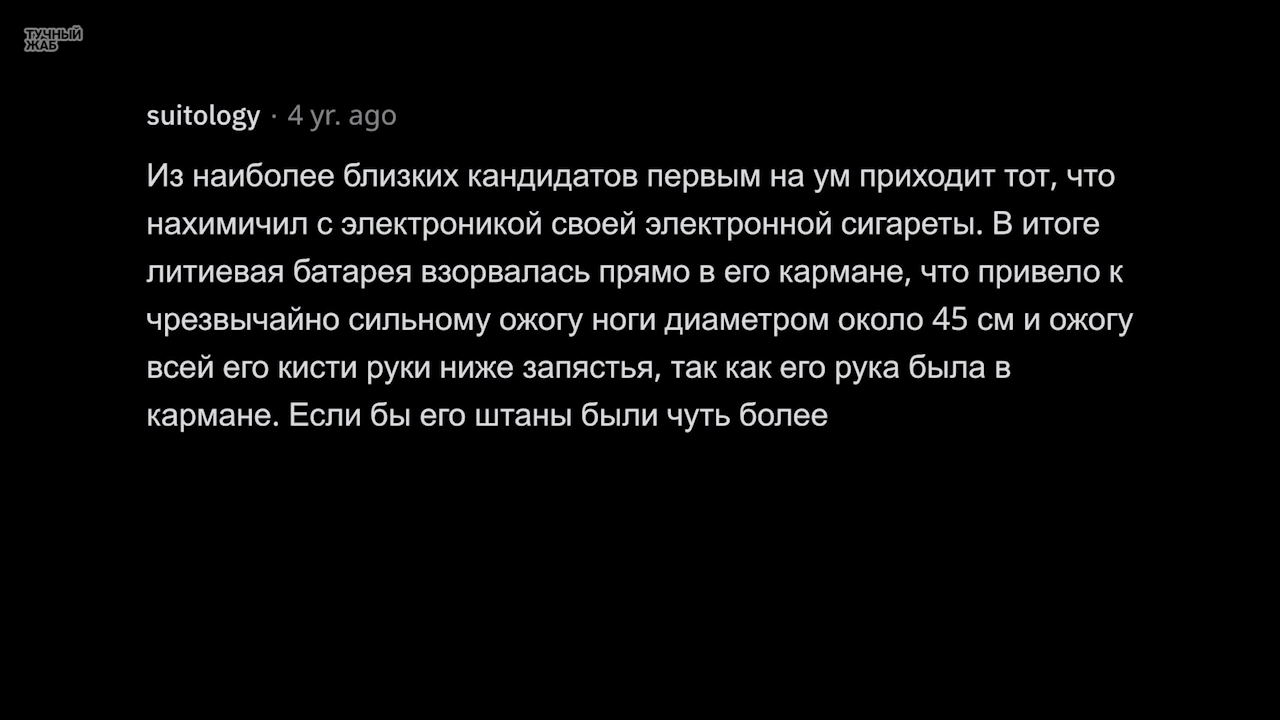 ТУЧНЫЙ
ЖАБ
suitology · 4 yr. ago
Из наиболее близких кандидатов первым на ум приходит тот, что
нахимичил с электроникой своей электронной сигареты. В итоге
литиевая батарея взорвалась прямо в его кармане, что привело к
чрезвычайно сильному ожогу ноги диаметром около 45 см и ожогу
всей его кисти руки ниже запястья, так как его рука была в
кармане. Если бы его штаны были чуть более